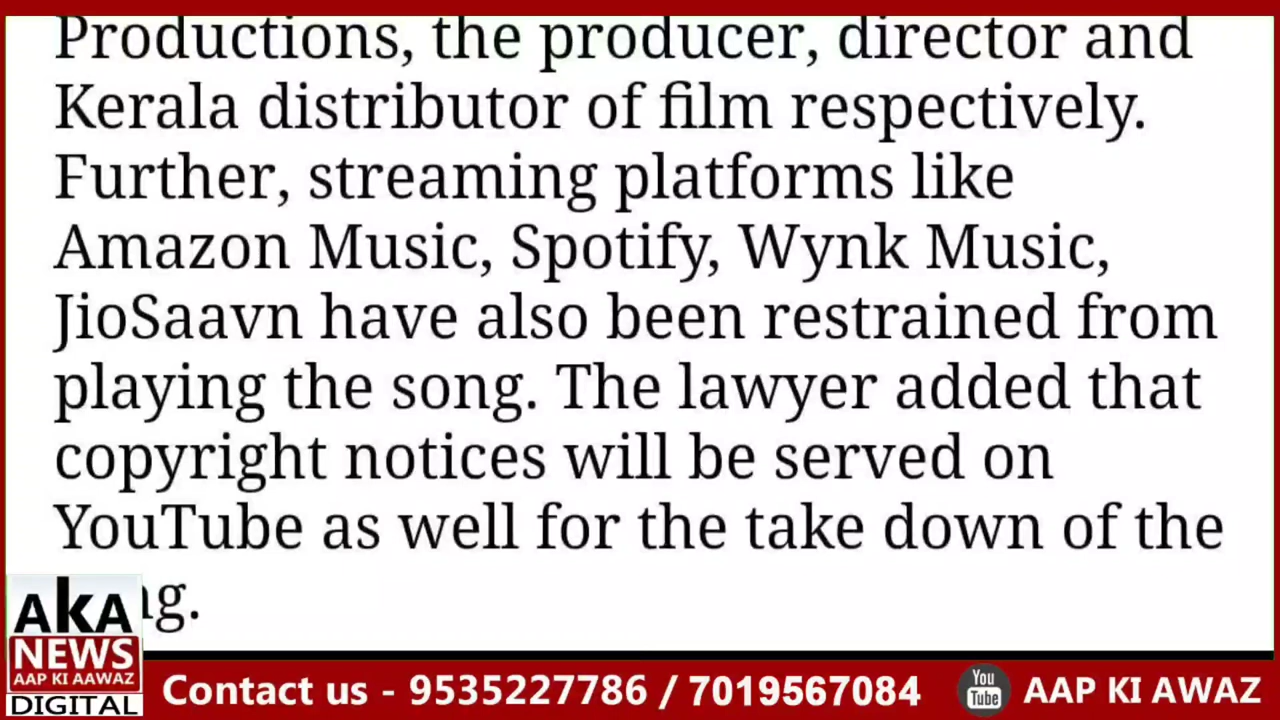 Productions, the producer, director and
Kerala distributor of film respectively.
Further, streaming platforms like
Amazon Music, Spotify, Wynk Music,
JioSaavn have also been restrained from
playing the song. The lawyer added that
copyright notices will be served on
YouTube as well for the take down of the
ng.
AKA
NEWS
AAP KI AAWAZ
DIGITAL
Contact us - 9535227786 / 7019567084
You
Tube
AAP KI AWAZ